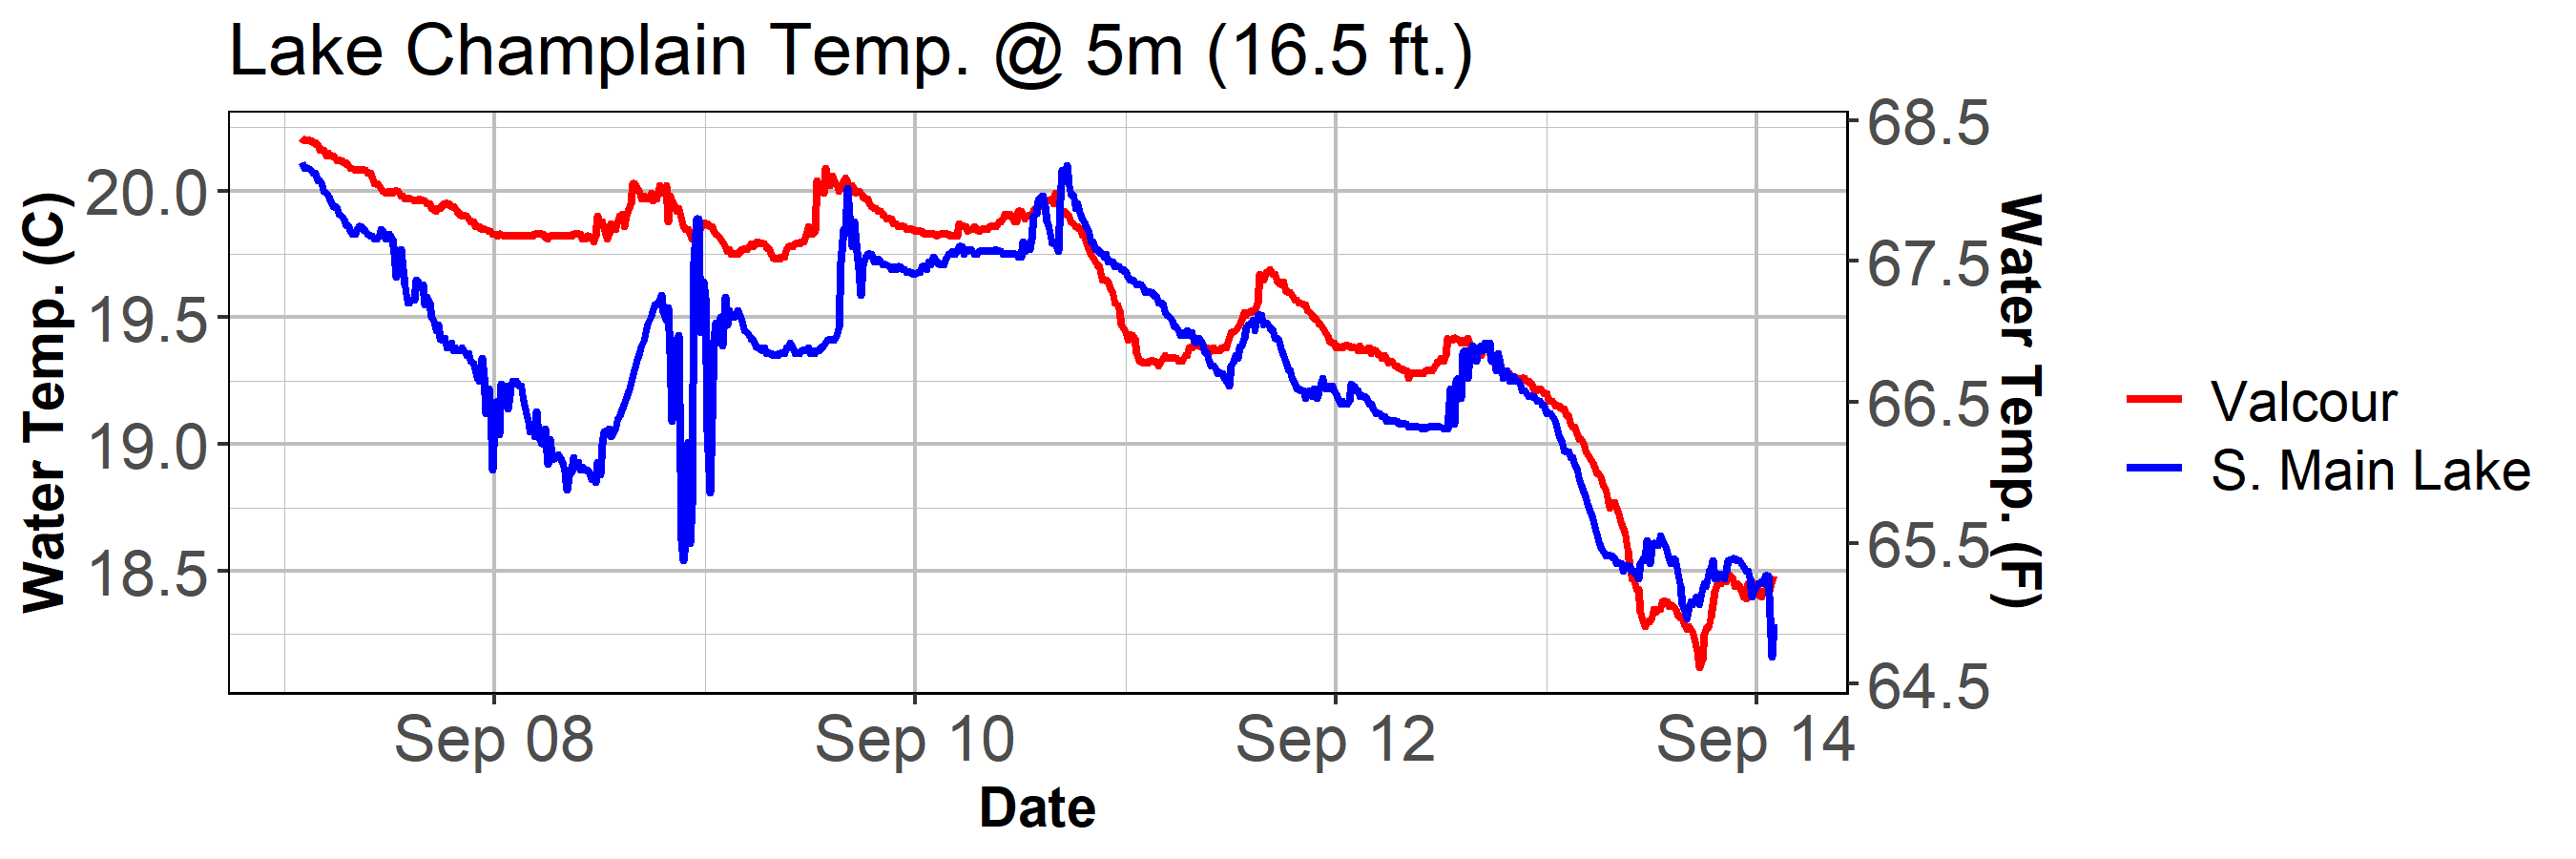 Lake Champlain Temp. @ 5m (16.5 ft.)
Water Temp. (C)
20.0
19.5
19.0
18.5
68.5
67.5
66.5
65.5
64.5
Water Temp. (F)
Sep 08
Sep 10
Sep 12
Sep 14
Date
Valcour
S. Main Lake